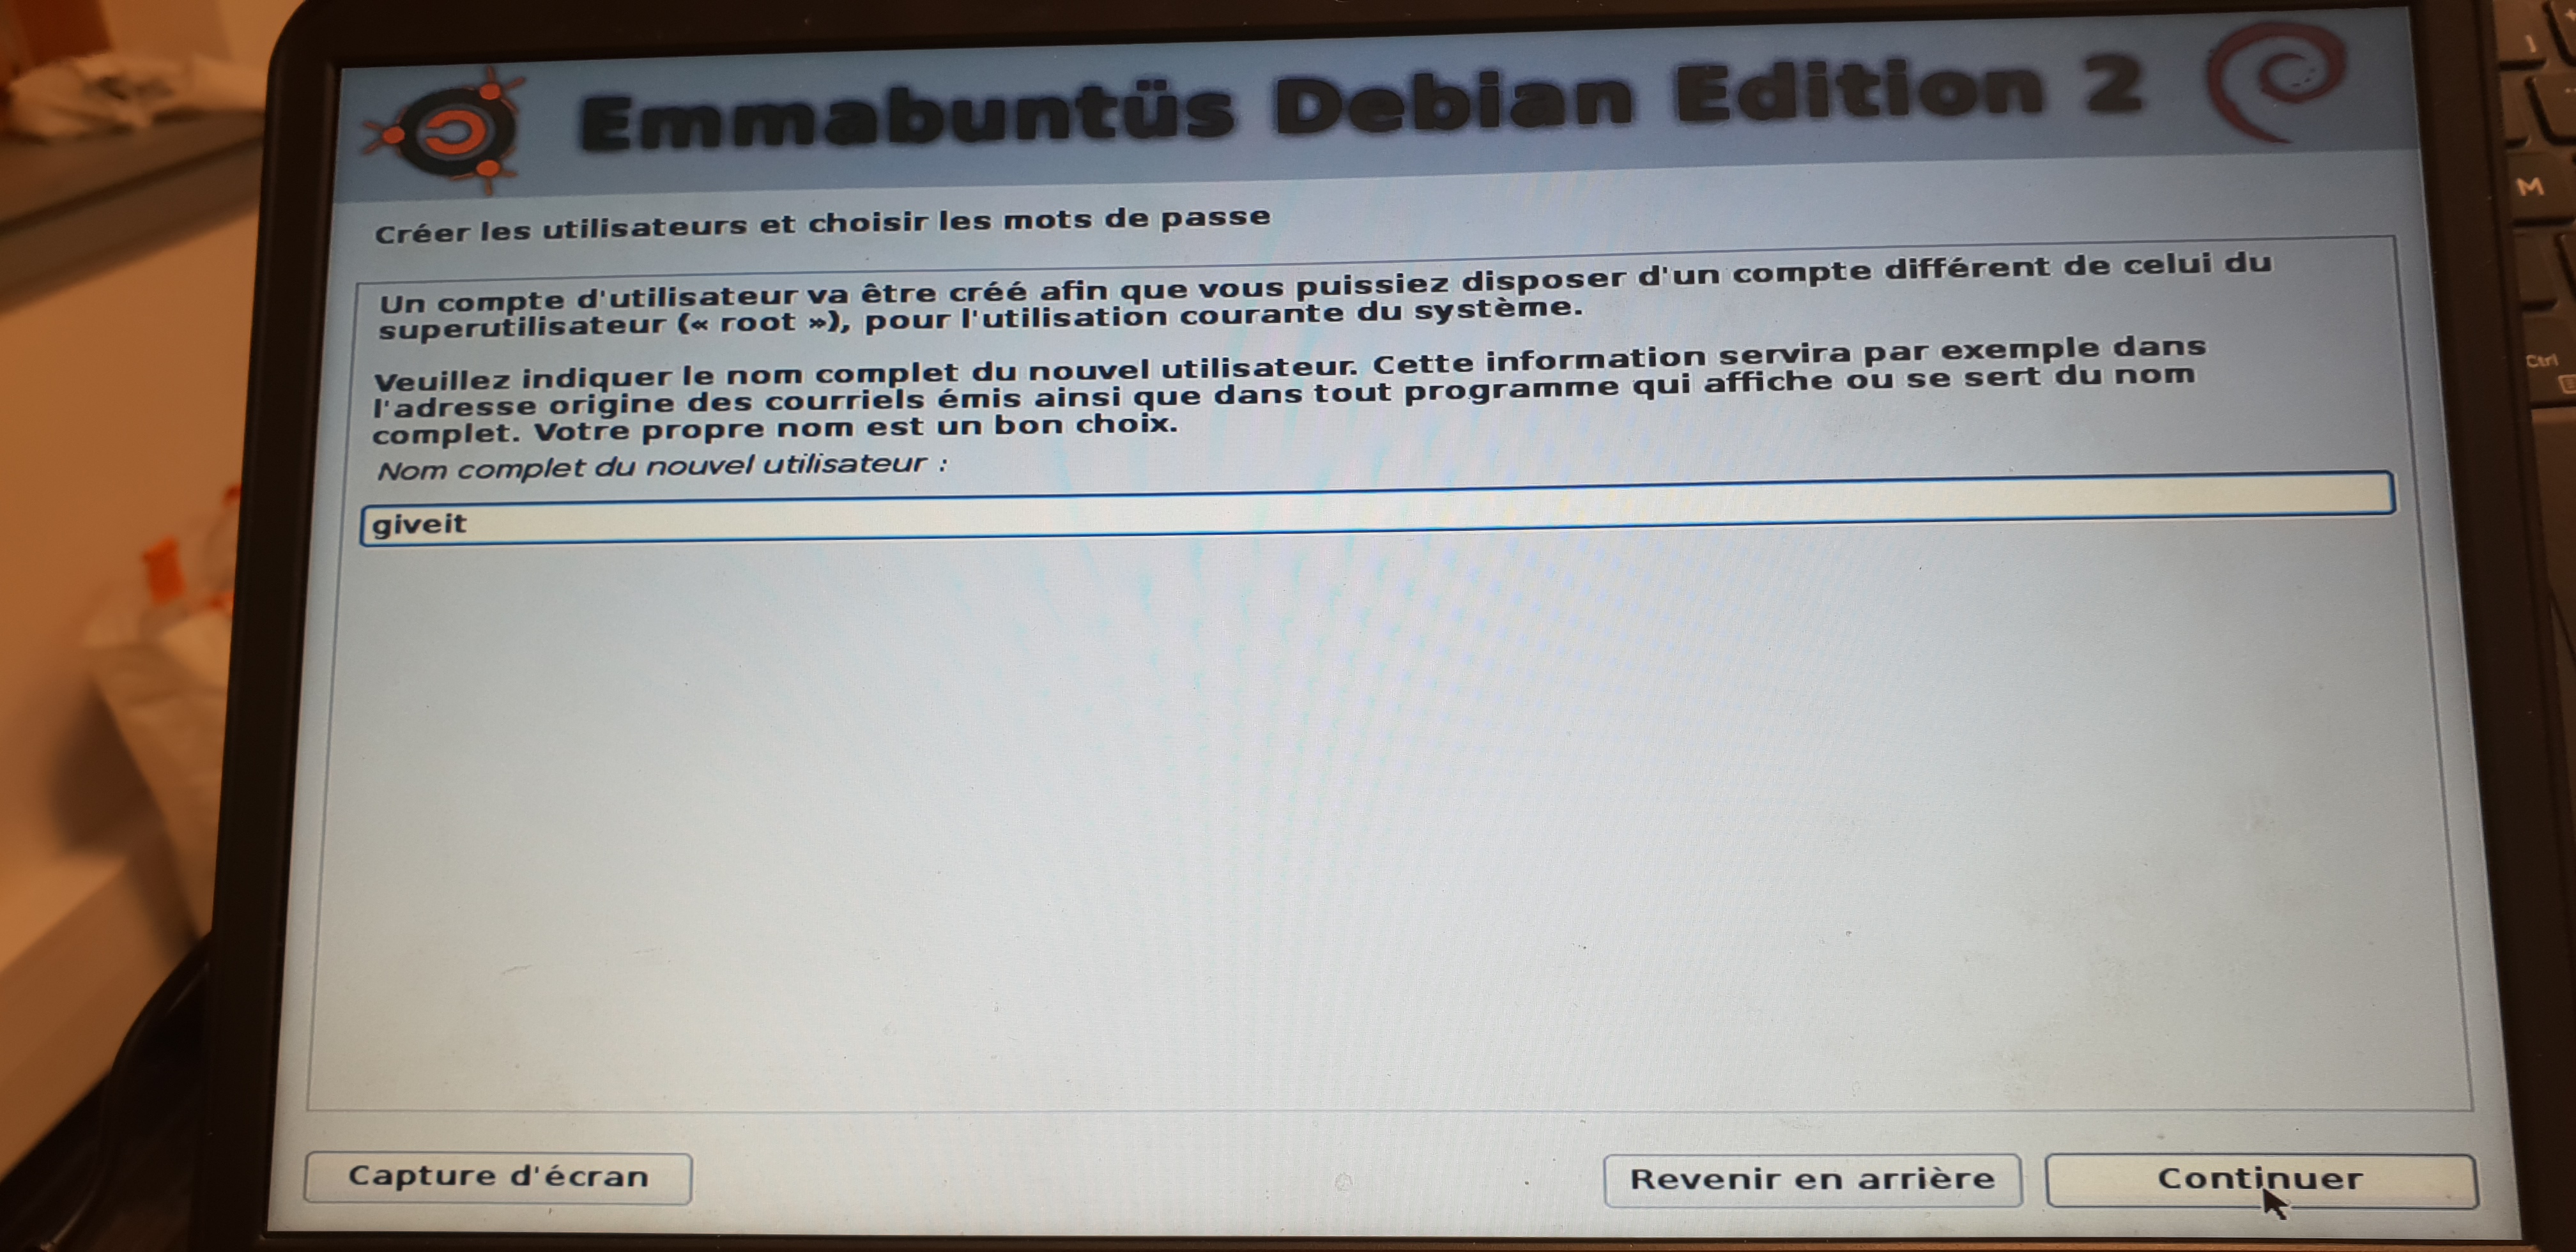 Emmabuntüs Debian Edition 2
Créer les utilisateurs et choisir les mots de passe
Un compte d'utilisateur va être créé afin que vous puissiez disposer d'un compte différent de celui du
superutilisateur (« root »), pour l'utilisation courante du système.
Veuillez indiquer le nom complet du nouvel utilisateur. Cette information servira par exemple dans
l'adresse origine des courriels émis ainsi que dans tout programme qui affiche ou se sert du nom
complet. Votre propre nom est un bon choix.
Nom complet du nouvel utilisateur :
giveit
Capture d'écran
Revenir en arrière
Continuer
M
Ctrl